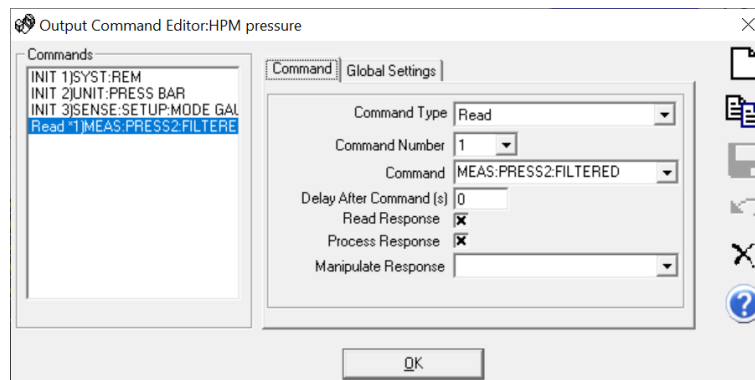 Output Command Editor:HPM pressure
Commands
INIT 1)SYST:REM
INIT 2)UNIT:PRESS BAR
INIT 3)SENSE:SETUP:MODE GAU
Read *1)MEAS:PRESS2:FILTERE
Command
Global Settings
Command Type Read
Command Number 1
Command MEAS:PRESS2:FILTERED
Delay After Command (s) 0
Read Response
Process Response
Manipulate Response
OK